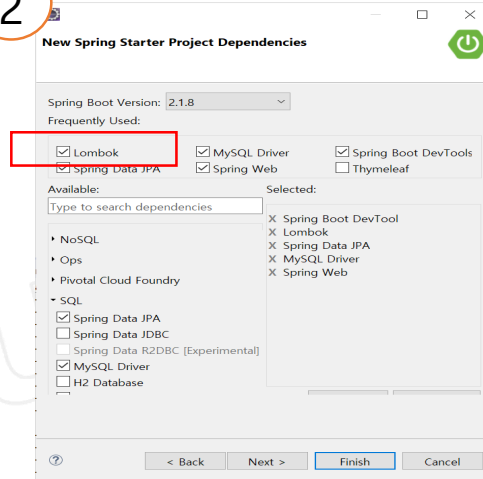 2
New Spring Starter Project Dependencies
Spring Boot Version: 2.1.8
Frequently Used:
Lombok MySQL Driver Spring Boot DevTools
Spring Data JPA Spring Web Thymeleaf
Available: Selected:
Type to search dependencies
X Spring Boot DevTool
X Lombok
X Spring Data JPA
X MySQL Driver
X Spring Web
NoSQL
Ops
Pivotal Cloud Foundry
SQL
Spring Data JPA
Spring Data JDBC
Spring Data R2DBC [Experimental]
MySQL Driver
H2 Database
? < Back Next > Finish Cancel